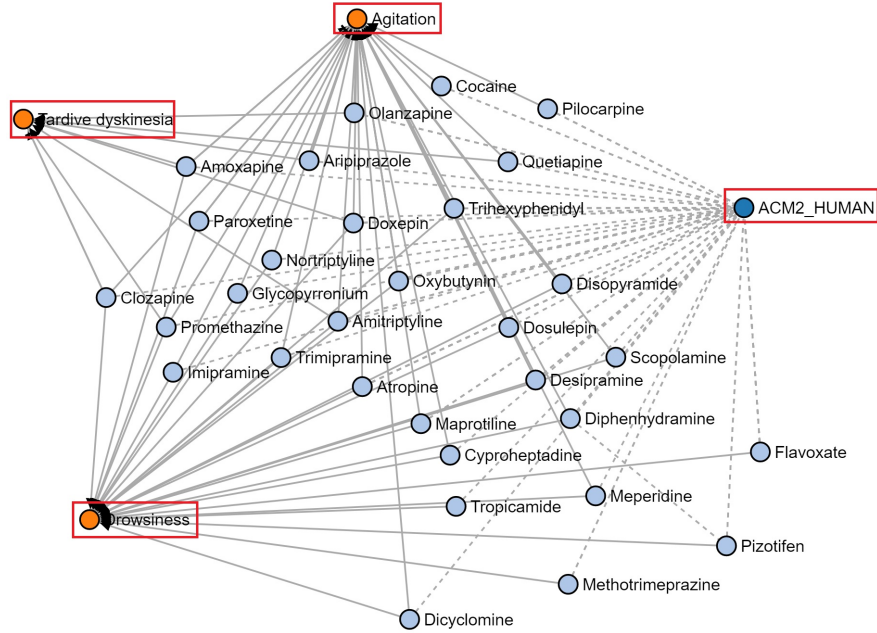 Agitation
Cocaine
Pilocarpine
Olanzapine
Tardive dyskinesia
Aripiprazole
Quetiapine
Amoxapine
Trihexyphenidyl
ACM2_HUMAN
Paroxetine
Doxepin
Nortriptyline
Oxybutynin
Disopyramide
Glycopyrronium
Clozapine
Amitriptyline
Promethazine
Dosulepin
Trimipramine
Scopolamine
Imipramine
Desipramine
Atropine
Diphenhydramine
Maprotiline
Flavoxate
Cyproheptadine
Meperidine
Tropicamide
Drowsiness
Pizotifen
Methotrimeprazine
Dicyclomine